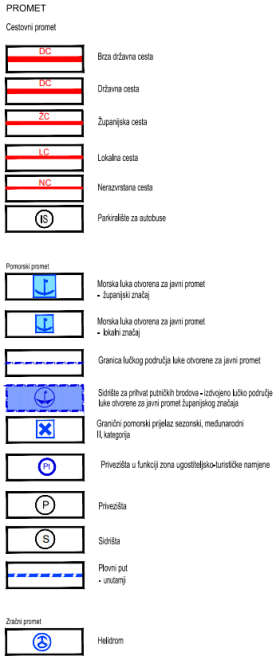 PROMET
Cestovni promet
DC
Brza državna cesta
DC
Državna cesta
ŽC
Županijska cesta
LC
Lokalna cesta
NC
Nerazvrstana cesta
IS
Parkiralište za autobuse
Pomorski promet
Morska luka otvorena za javni promet
- županijski značaj
Morska luka otvorena za javni promet
- lokalni značaj
Granica lučkog područja luke otvorene za javni promet
Sidrište za prihvat putničkih brodova - izdvojeno lučko područje
luke otvorene za javni promet županijskog značaja
Granični pomorski prijelaz sezonski, međunarodni
II, kategorija
PI
Privezišta u funkciji zona ugostiteljsko-turističke namjene
P
Privezišta
S
Sidrišta
Plovni put
- unutarnji
Zračni promet
Helidrom